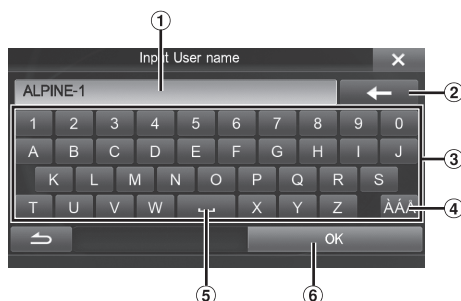 ①
Input User name
ALPINE-1
②
1 2 3 4 5 6 7 8 9 0
③
A B C D E F G H I J
K L M N O P Q R S
T U V W X Y Z ÀÁÄ
④
OK
⑤ ⑥